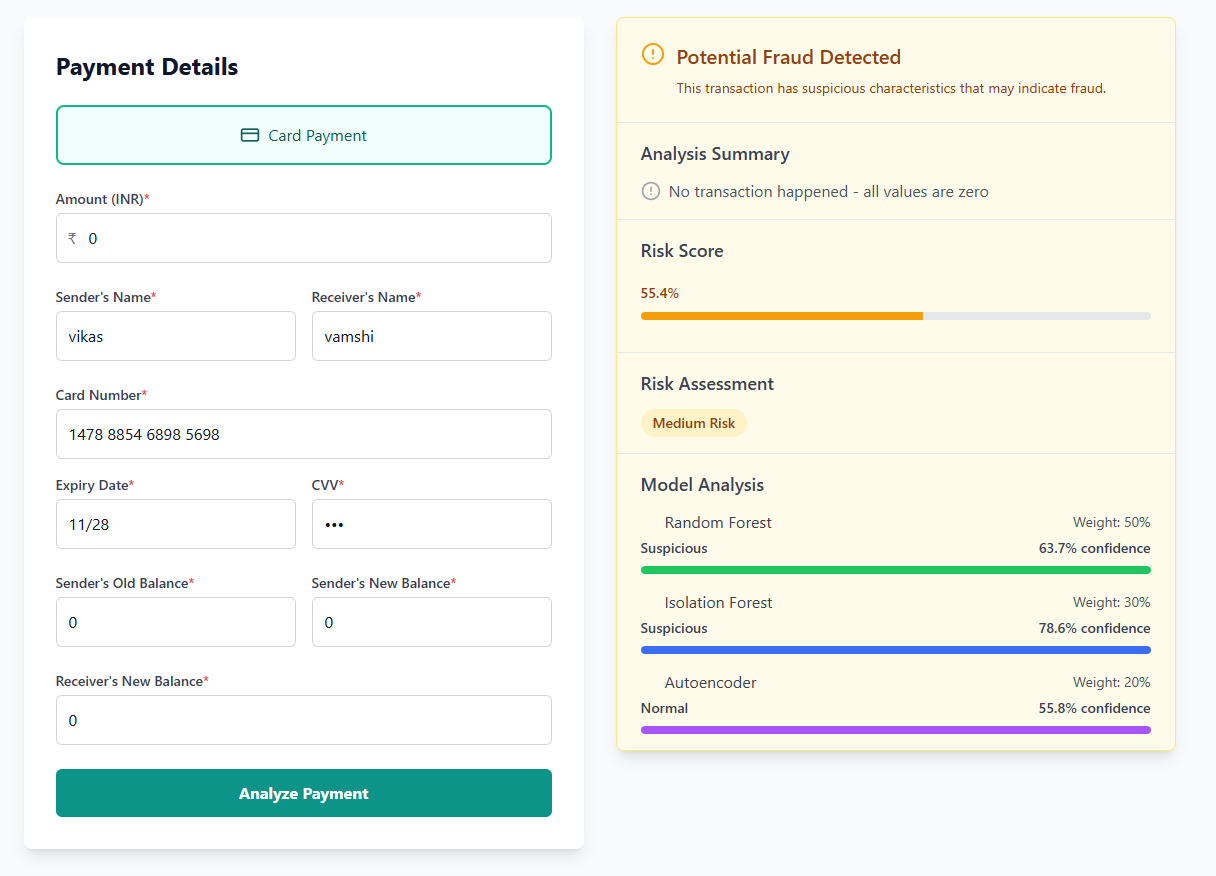 Payment Details
Card Payment
Amount (INR)*
₹ 0
Sender's Name* Receiver's Name*
vikas vamshi
Card Number*
1478 8854 6898 5698
Expiry Date* CVV*
11/28 •••
Sender's Old Balance* Sender's New Balance*
0 0
Receiver's New Balance*
0
Analyze Payment
Potential Fraud Detected
This transaction has suspicious characteristics that may indicate fraud.
Analysis Summary
No transaction happened - all values are zero
Risk Score
55.4%
Risk Assessment
Medium Risk
Model Analysis
Random Forest Weight: 50%
Suspicious 63.7% confidence
Isolation Forest Weight: 30%
Suspicious 78.6% confidence
Autoencoder Weight: 20%
Normal 55.8% confidence